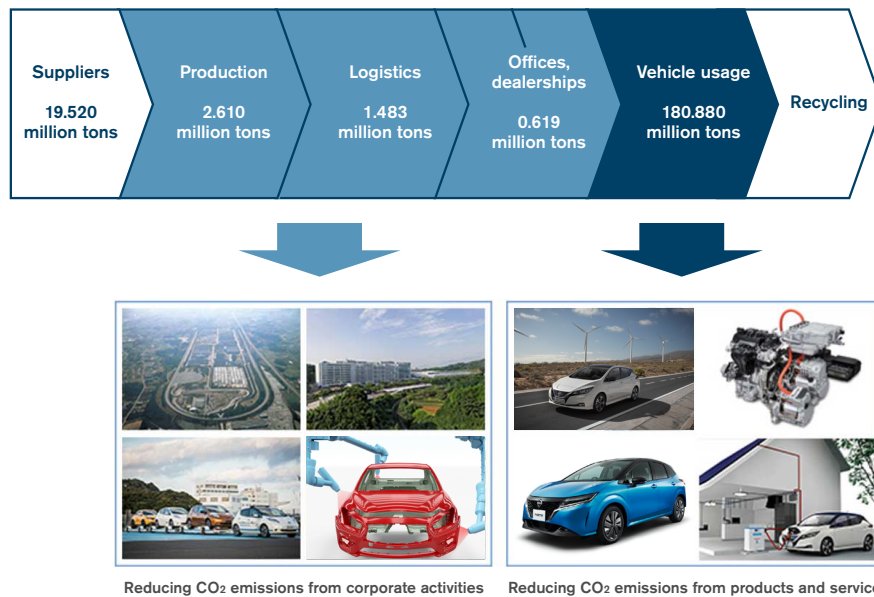 Suppliers
19.520
million tons
Production
2.610
million tons
Logistics
1.483
million tons
Offices,
dealerships
0.619
million tons
Vehicle usage
180.880
million tons
Recycling
Reducing CO₂ emissions from corporate activities
Reducing CO₂ emissions from products and service